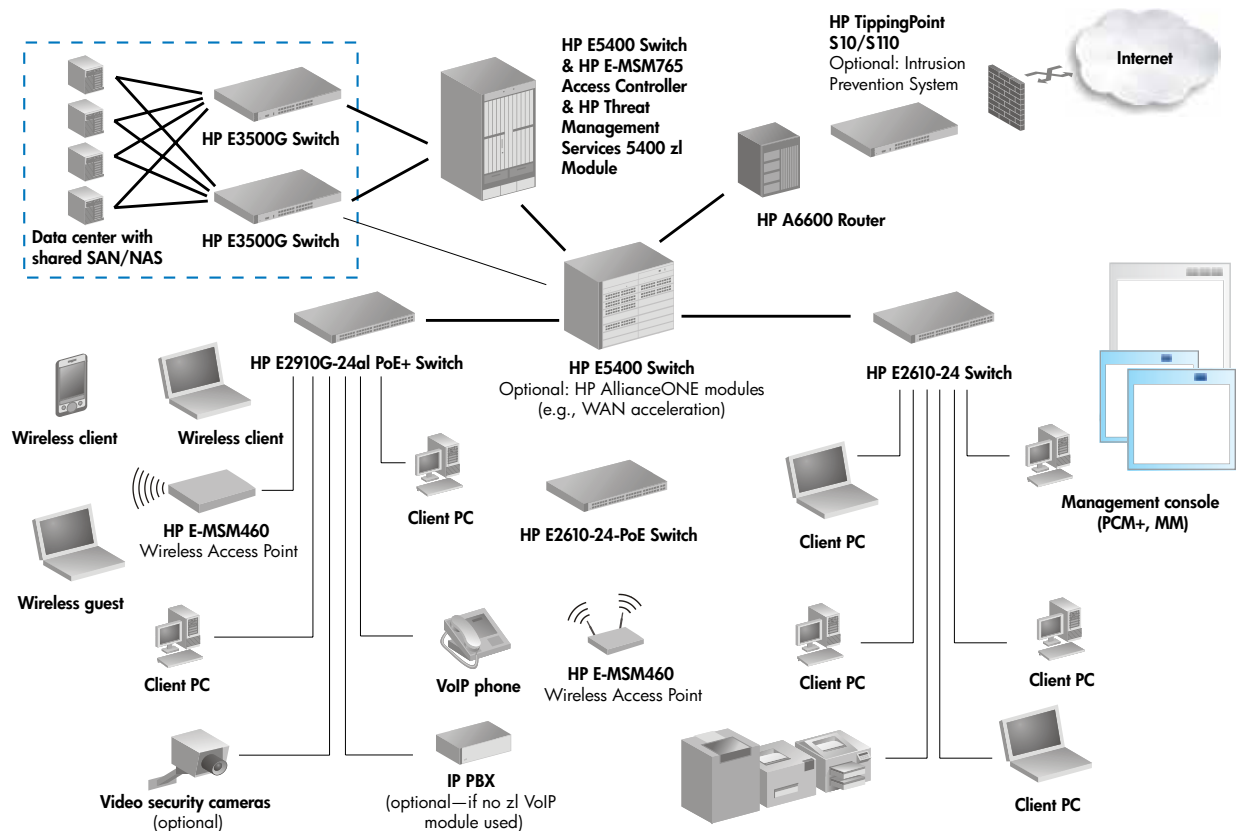 HP E3500G Switch
HP E3500G Switch
Data center with
shared SAN/NAS
HP E5400 Switch
& HP E-MSM765
Access Controller
& HP Threat
Management
Services 5400 zl
Module
HP TippingPoint
S10/S110
Optional: Intrusion
Prevention System
Internet
HP A6600 Router
HP E2910G-24al PoE+ Switch
HP E5400 Switch
Optional: HP AllianceONE modules
(e.g., WAN acceleration)
HP E2610-24 Switch
Wireless client
Wireless client
HP E-MSM460
Wireless Access Point
Client PC
HP E2610-24-PoE Switch
Client PC
Management console
(PCM+, MM)
Wireless guest
Client PC
VoIP phone
HP E-MSM460
Wireless Access Point
Client PC
Client PC
Video security cameras
(optional)
IP PBX
(optional—if no zl VoIP
module used)
Client PC